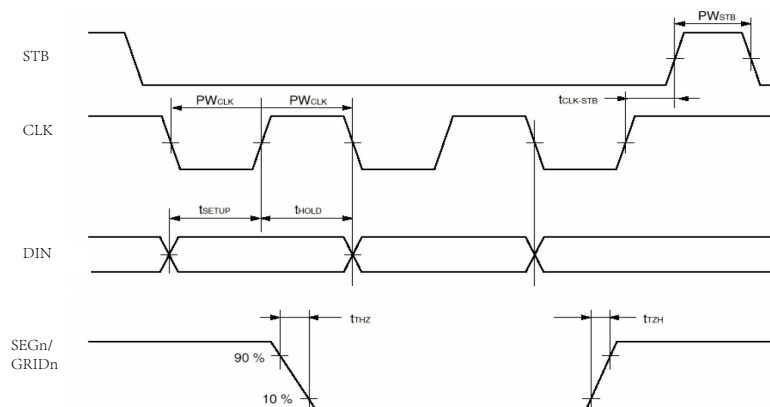 PWSTB
STB
tCLK-STB
PWCLK PWCLK
CLK
tSETUP tHOLD
DIN
tTHZ tTZH
SEGn/
GRIDn
90 %
10 %